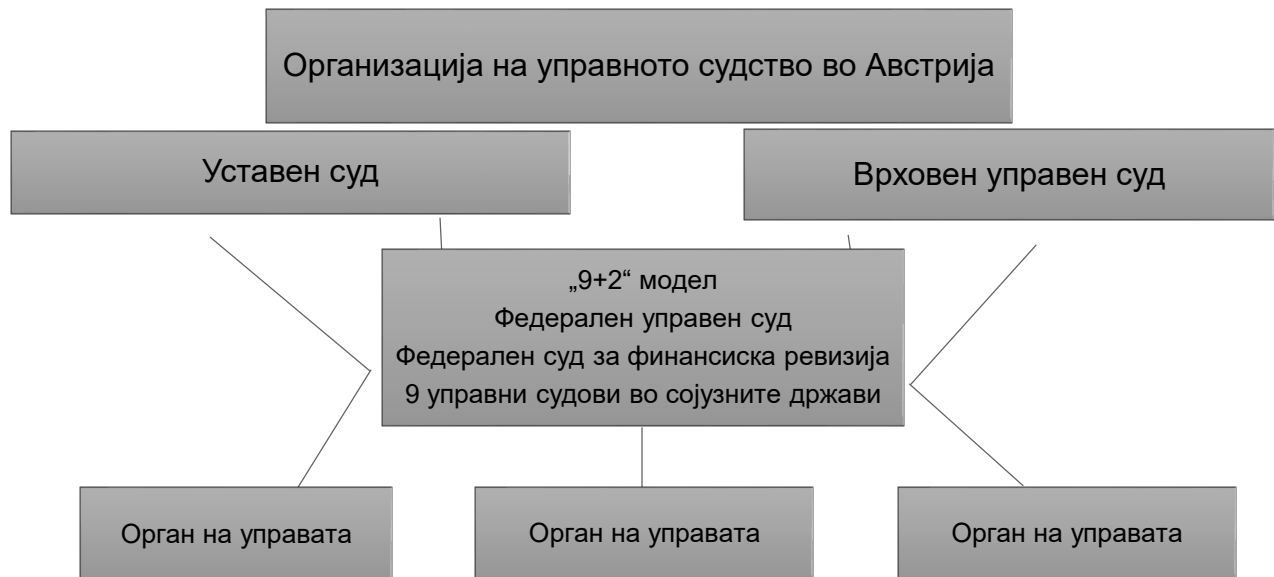 Организација на управното судство во Австрија
Уставен суд
Врховен управен суд
„9+2“ модел
Федерален управен суд
Федерален суд за финансиска ревизија
9 управни судови во сојузните држави
Орган на управата
Орган на управата
Орган на управата